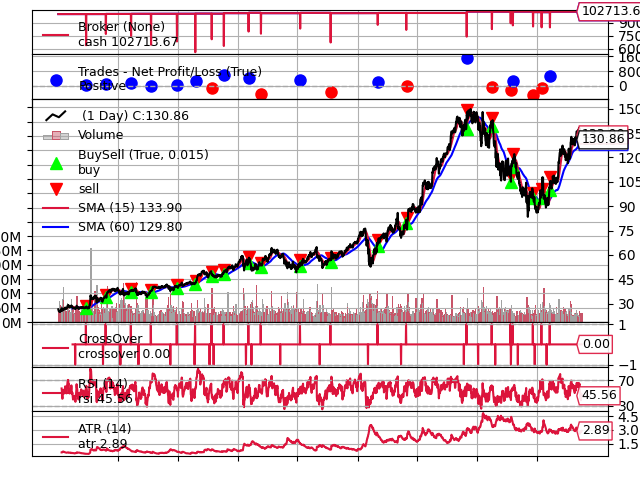 Broker (None)
cash 102713.67
102713.6
900
750
600
Trades - Net Profit/Loss (True)
Positive
160
800
0
(1 Day) C:130.86
Volume
BuySell (True, 0.015)
buy
sell
SMA (15) 133.90
SMA (60) 129.80
150
130.86
120
105
90
75
60
45
30
0M
CrossOver
crossover 0.00
1
0.00
−1
RSI (14)
rsi 45.56
70
45.56
30
ATR (14)
atr 2.89
4.5
2.89
3.0
1.5